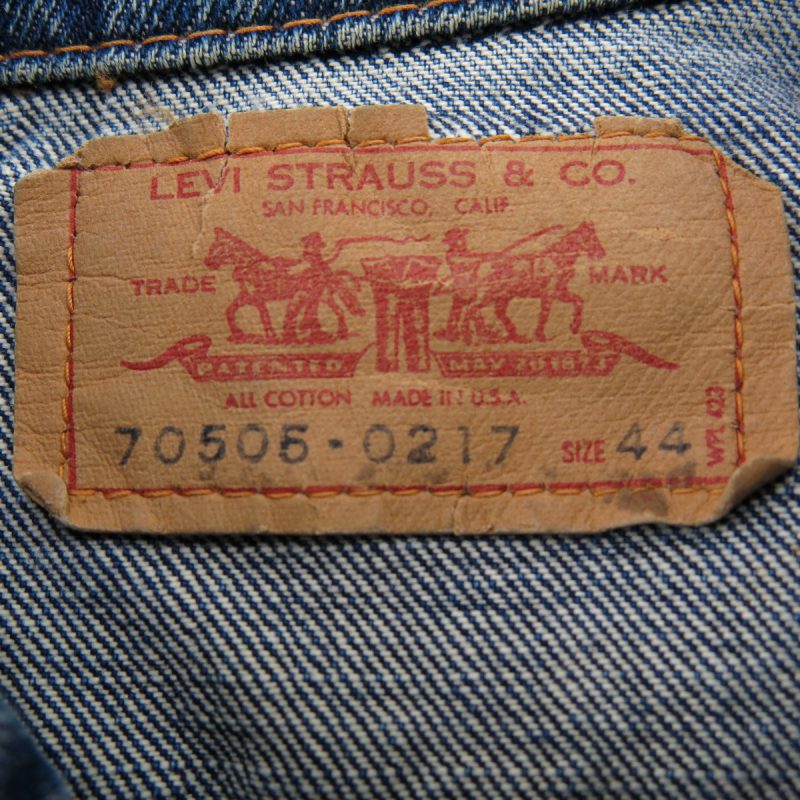 LEVI STRAUSS & CO.
SAN FRANCISCO, CALIF.
TRADE MARK
PATENTED MAY 20 1873
ALL COTTON MADE IN U.S.A.
70505-0217 SIZE 44
WPL 423